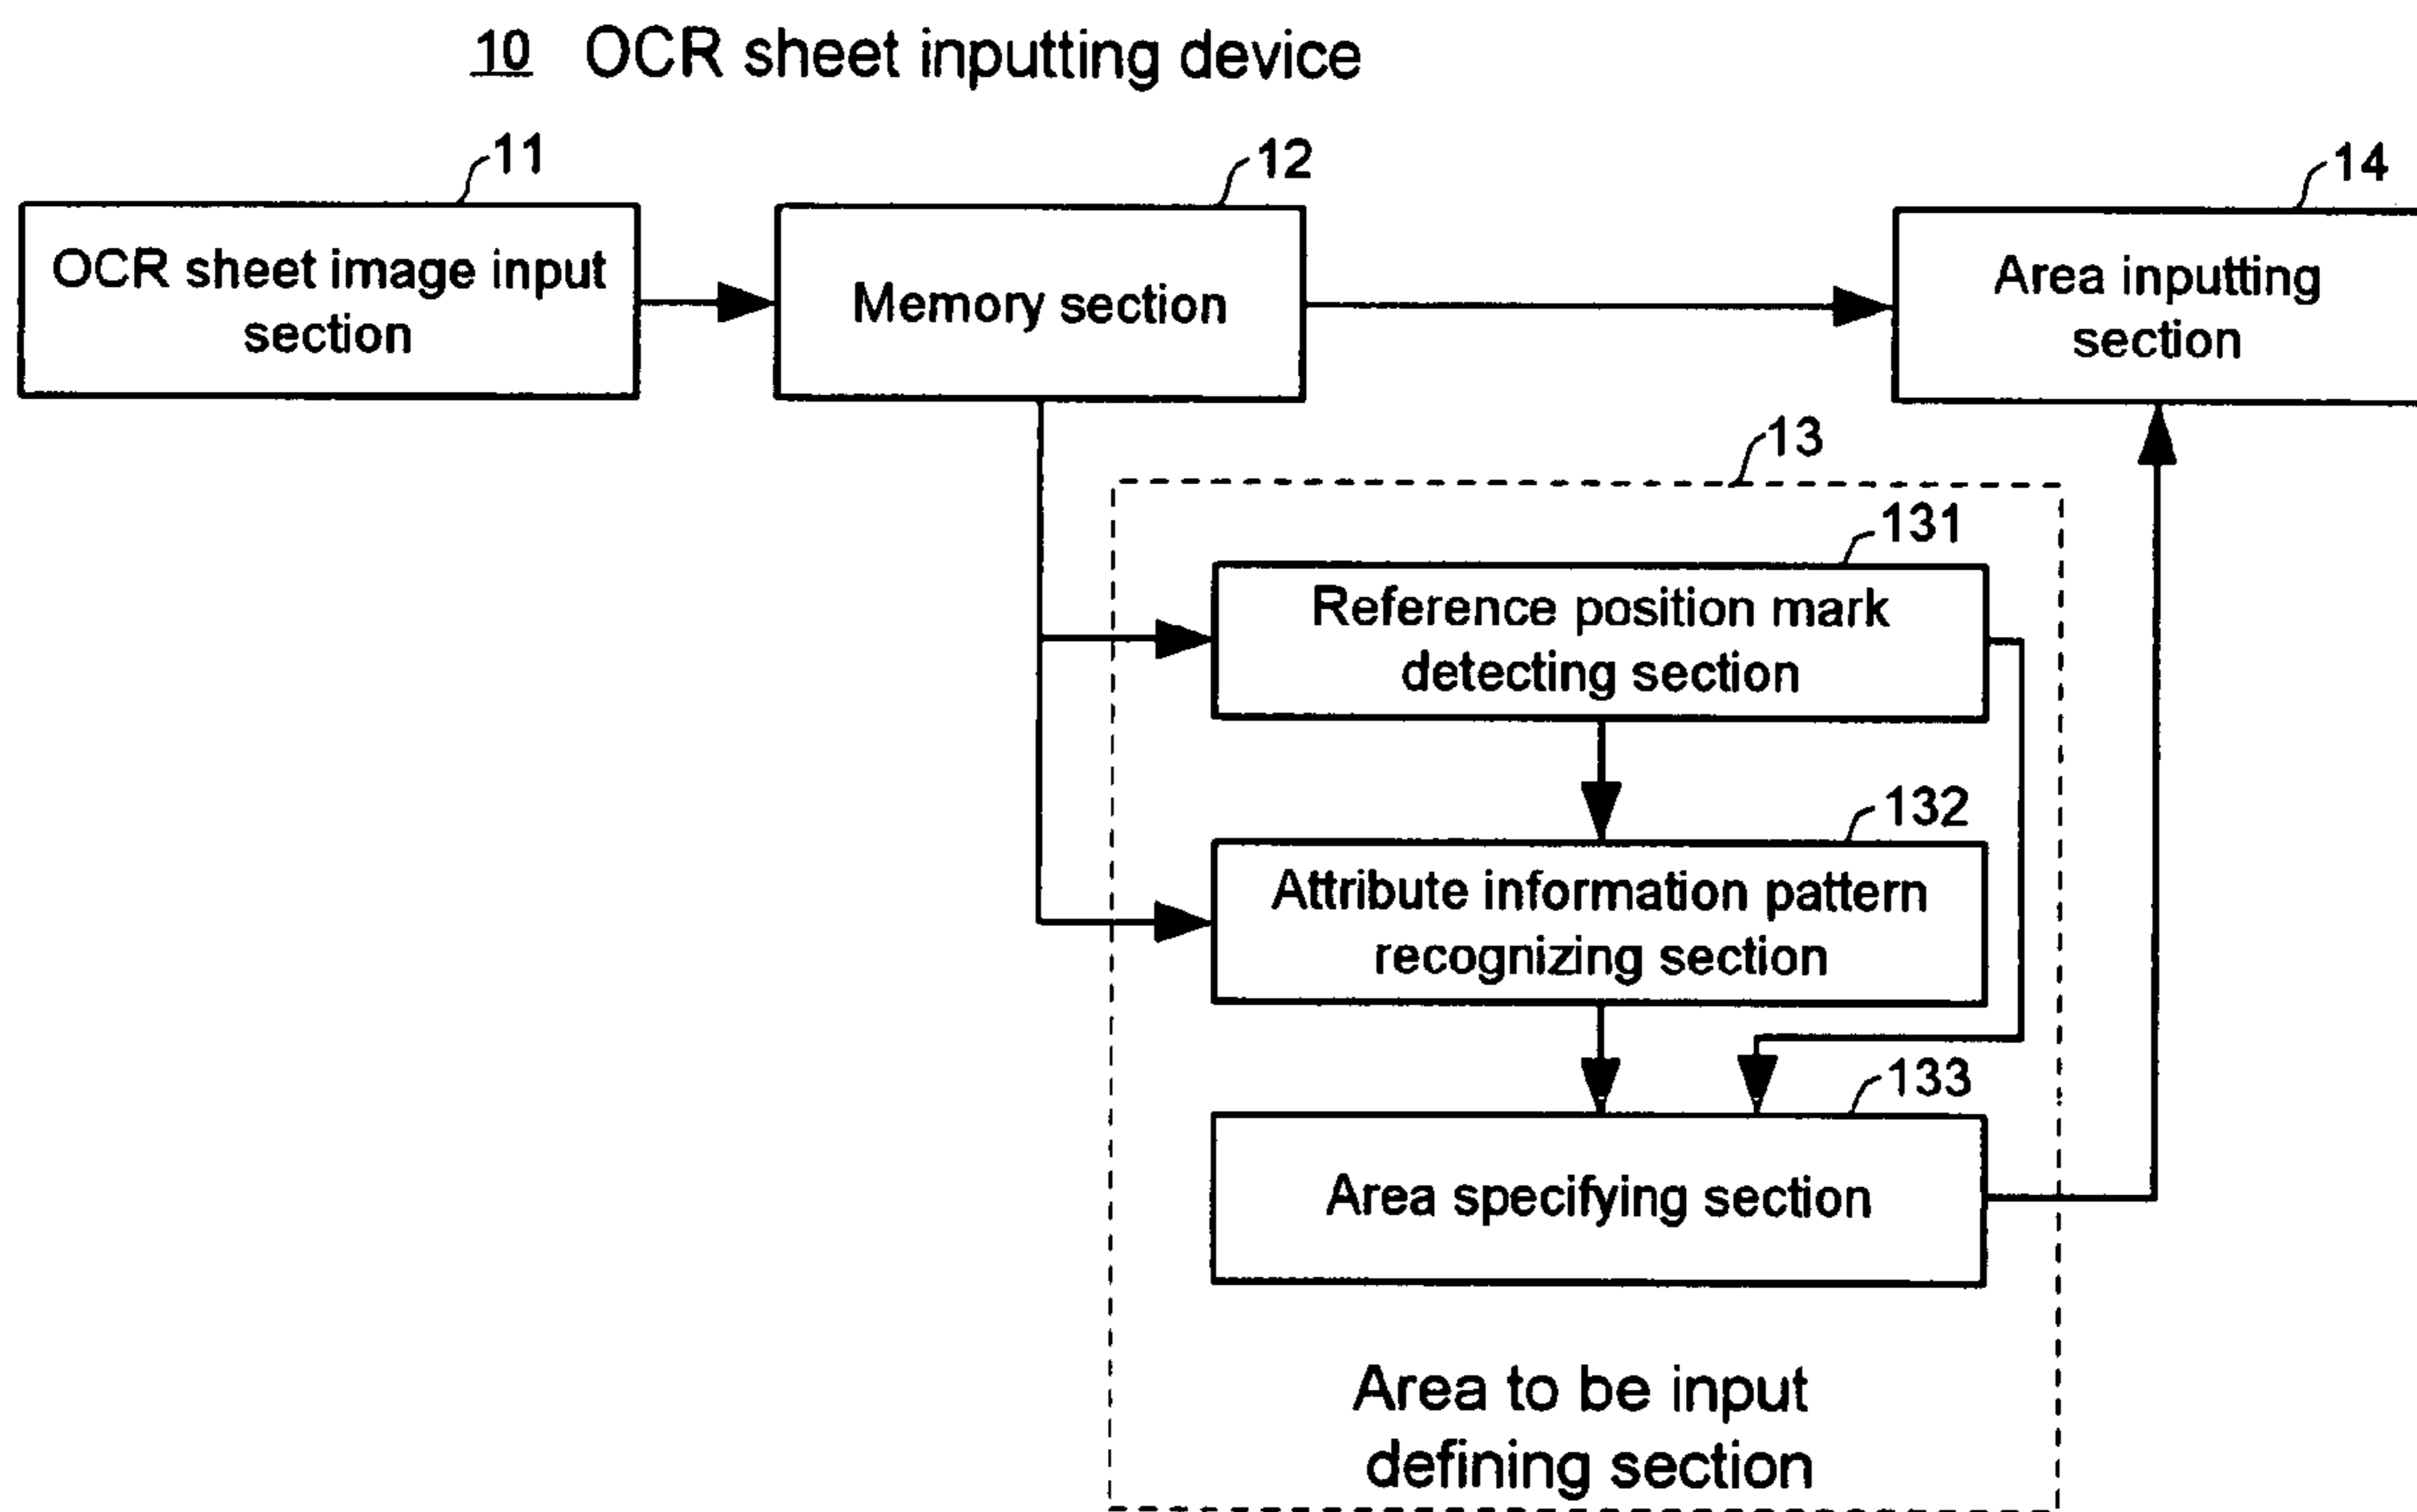 10 OCR sheet inputting device
11
12
14
OCR sheet image input
section
Memory section
Area inputting
section
13
131
Reference position mark
detecting section
132
Attribute information pattern
recognizing section
133
Area specifying section
Area to be input
defining section